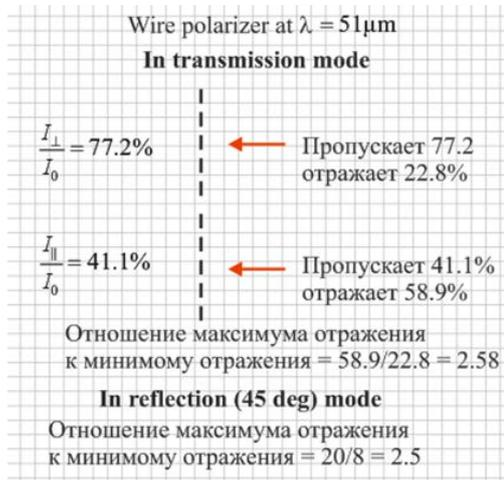 Wire polarizer at λ = 51μm
In transmission mode
I⊥/I₀ = 77.2%
Пропускает 77.2
отражает 22.8%
I∥/I₀ = 41.1%
Пропускает 41.1%
отражает 58.9%
Отношение максимума отражения
к минимому отражения = 58.9/22.8 = 2.58
In reflection (45 deg) mode
Отношение максимума отражения
к минимому отражения = 20/8 = 2.5